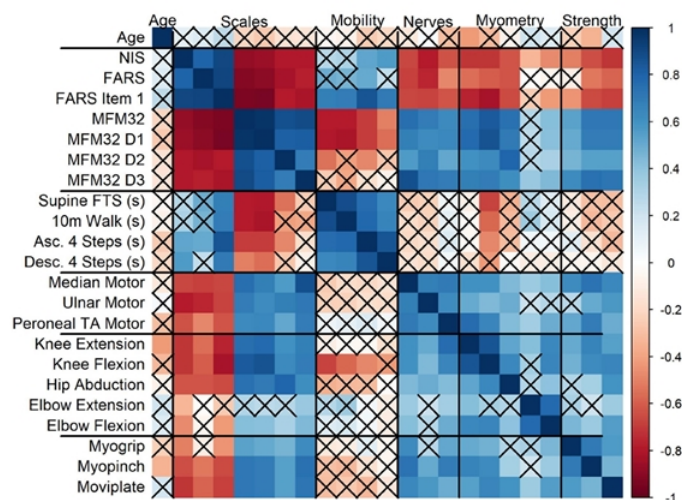 Age Scales Mobility Nerves Myometry Strength
Age
NIS
FARS
FARS Item 1
MFM32
MFM32 D1
MFM32 D2
MFM32 D3
Supine FTS (s)
10m Walk (s)
Asc. 4 Steps (s)
Desc. 4 Steps (s)
Median Motor
Ulnar Motor
Peroneal TA Motor
Knee Extension
Knee Flexion
Hip Abduction
Elbow Extension
Elbow Flexion
Myogrip
Myopinch
Moviplate
1
0.8
0.6
0.4
0.2
0
-0.2
-0.4
-0.6
-0.8
-1